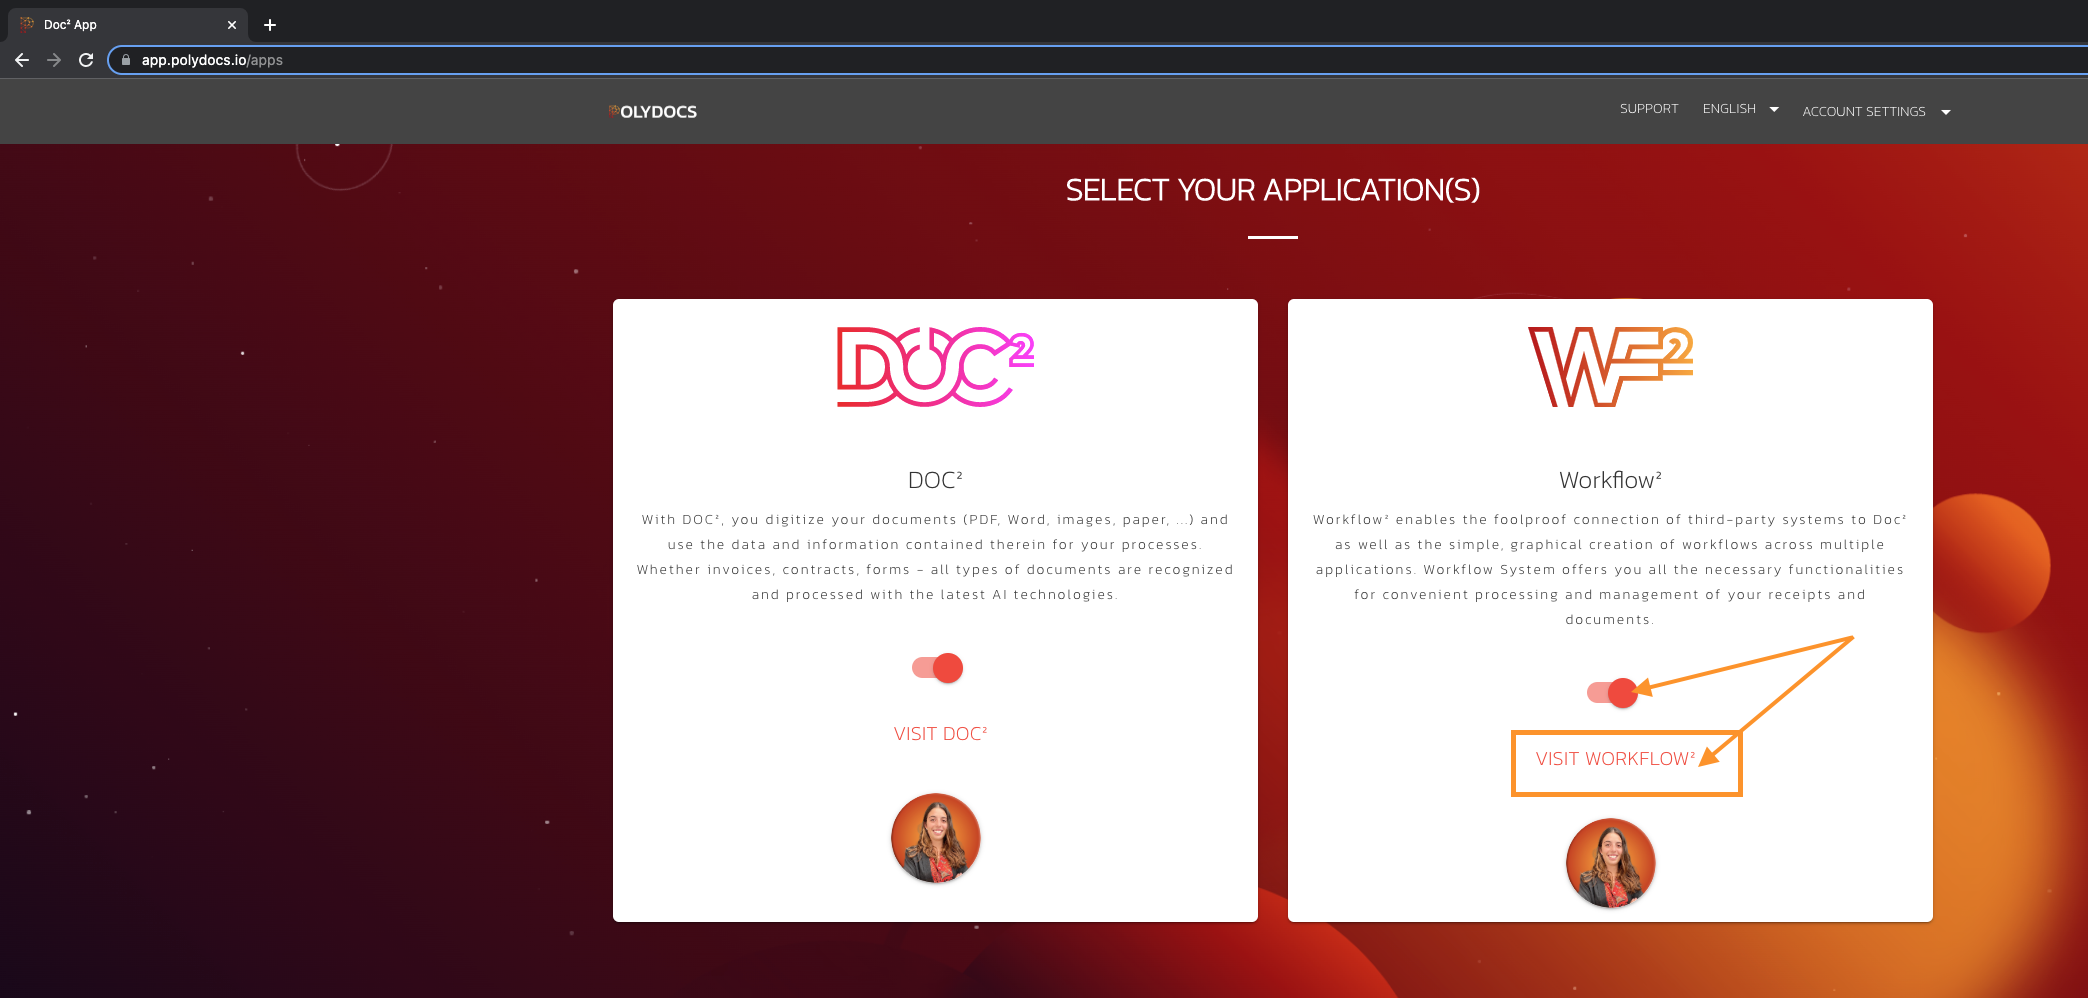 Doc² App
app.polydocs.io/apps
OLYDOCS
SUPPORT
ENGLISH
ACCOUNT SETTINGS
SELECT YOUR APPLICATION(S)
DOC²
DOC²
With DOC², you digitize your documents (PDF, Word, images, paper, ...) and
use the data and information contained therein for your processes.
Whether invoices, contracts, forms - all types of documents are recognized
and processed with the latest AI technologies.
VISIT DOC²
WF²
Workflow²
Workflow² enables the foolproof connection of third-party systems to Doc²
as well as the simple, graphical creation of workflows across multiple
applications. Workflow System offers you all the necessary functionalities
for convenient processing and management of your receipts and
documents.
VISIT WORKFLOW²